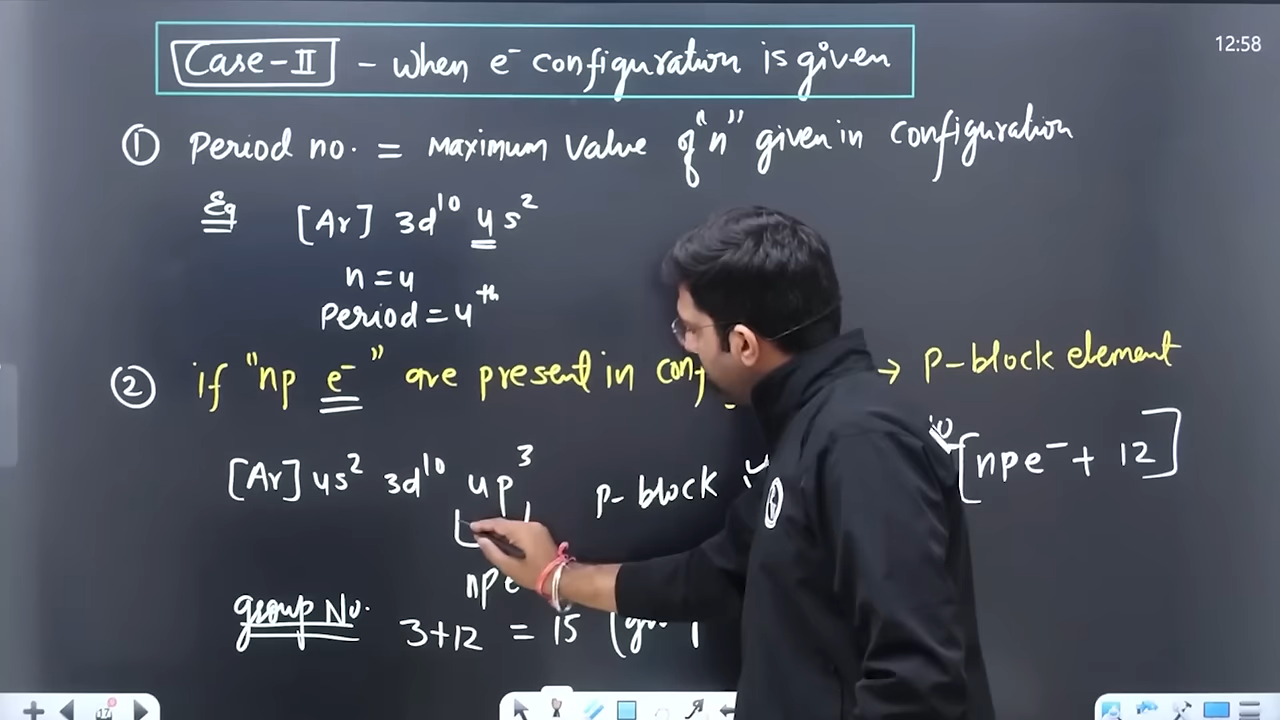 12:58
Case-II - when e⁻ configuration is given
① Period no. = Maximum Value of "n" given in configuration
Eg [Ar] 3d¹⁰ 4s²
n = 4
Period = 4ᵗʰ
② if "np e⁻" are present in → P-block element
[Ar] 4s² 3d¹⁰ 4p³ P-block [npe⁻ + 12]
npe
group No. 3+12 = 15
17